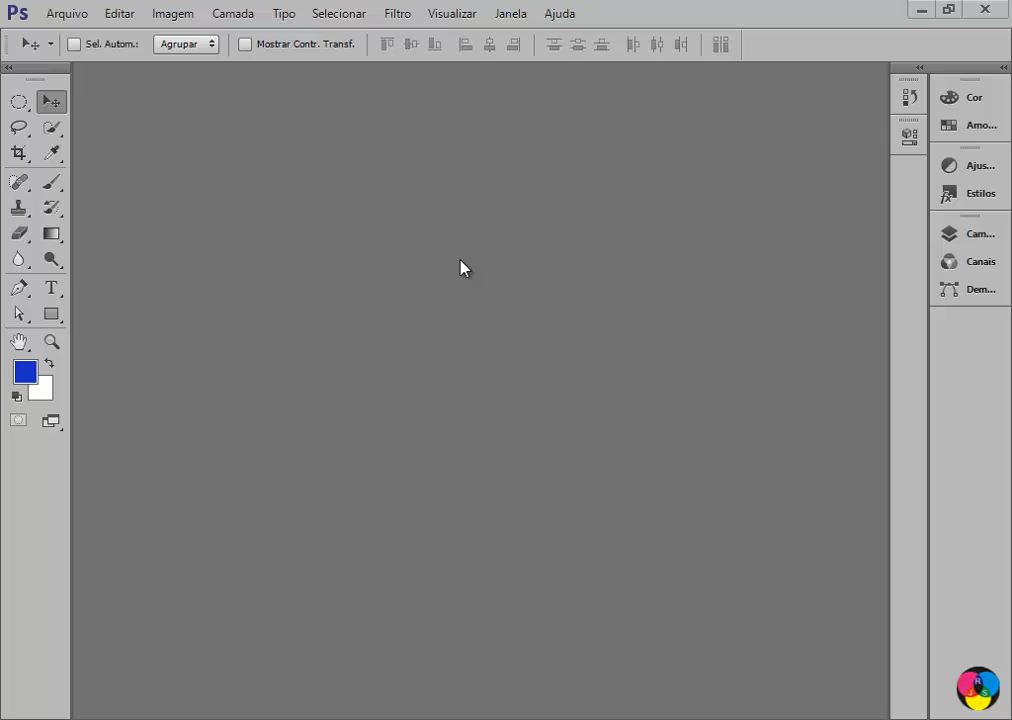 Ps Arquivo Editar Imagem Camada Tipo Selecionar Filtro Visualizar Janela Ajuda
Sel. Autom.: Agrupar Mostrar Contr. Transf.
Cor
Amo...
Ajus...
fx Estilos
Cam...
Canais
T Dem...
R
J S